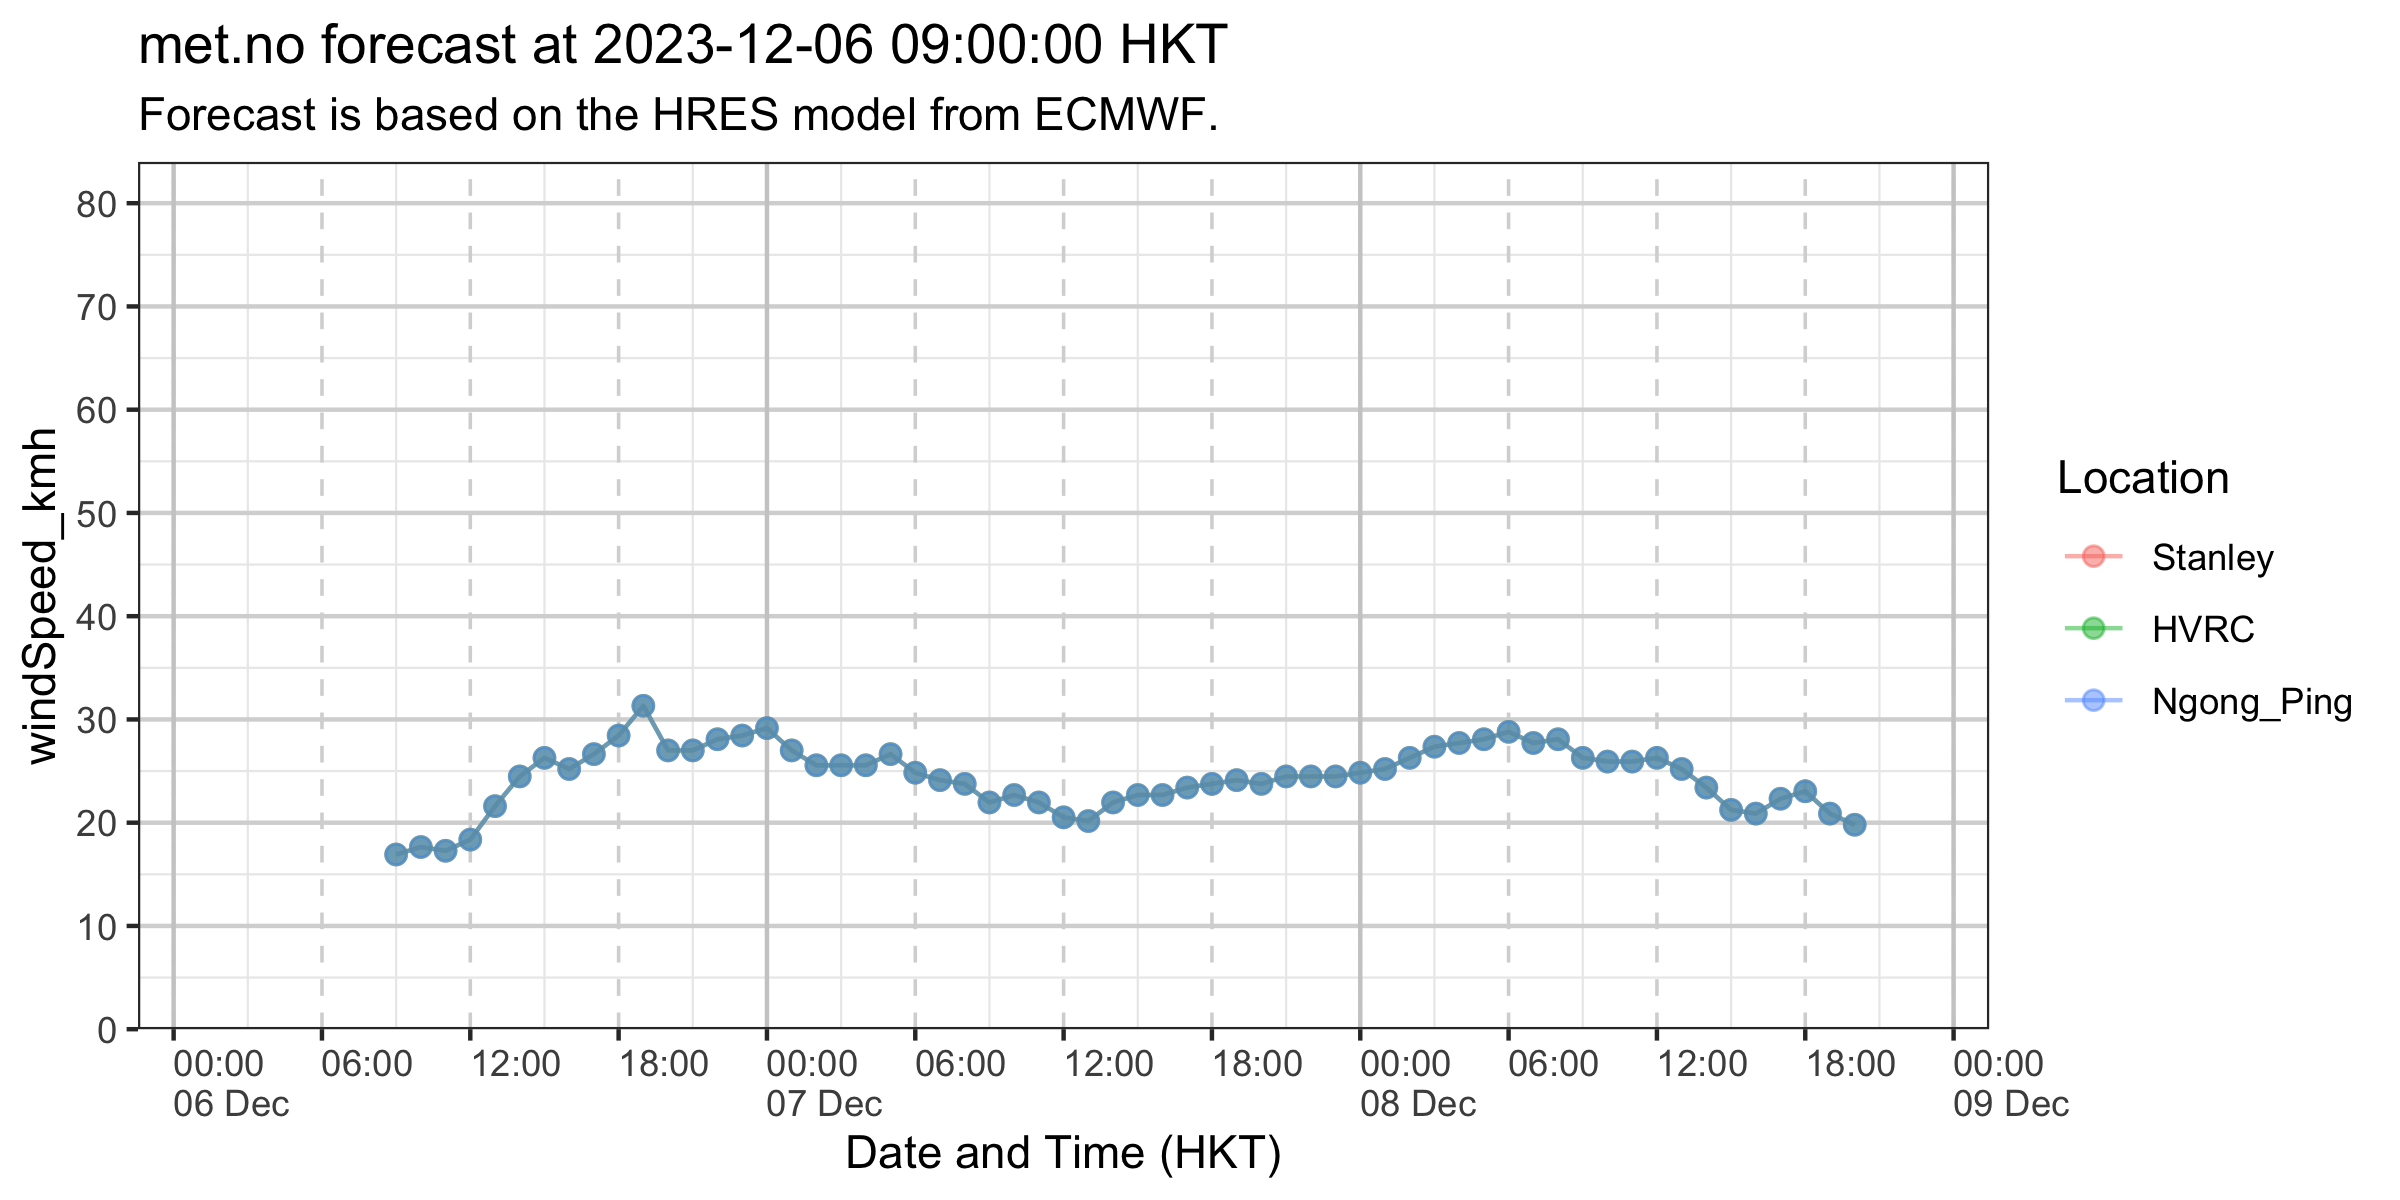 met.no forecast at 2023-12-06 09:00:00 HKT
Forecast is based on the HRES model from ECMWF.
windSpeed_kmh
80
70
60
50
40
30
20
10
0
00:00 06:00 12:00 18:00 00:00 06:00 12:00 18:00 00:00 06:00 12:00 18:00 00:00
06 Dec 07 Dec 08 Dec 09 Dec
Date and Time (HKT)
Location
Stanley
HVRC
Ngong_Ping